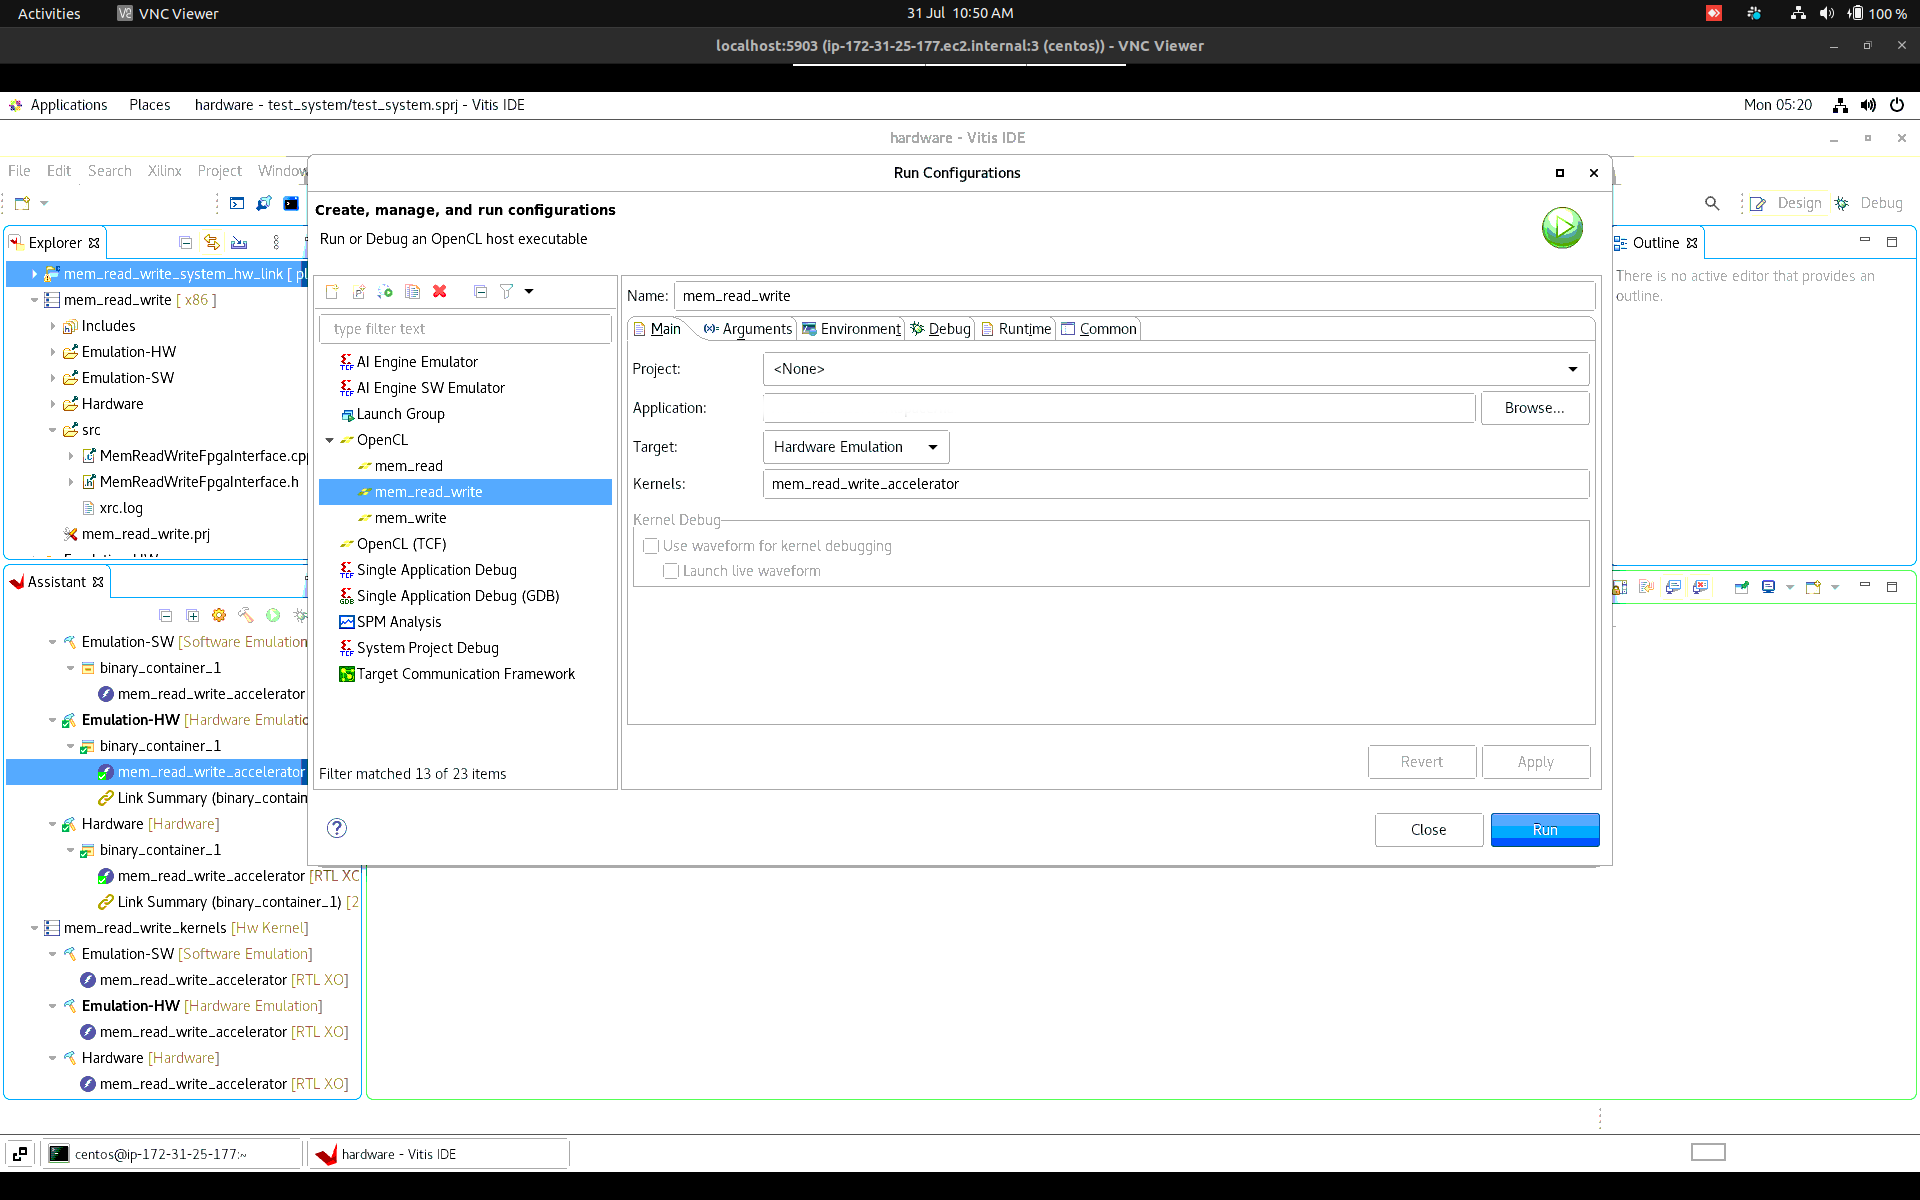 Activities
VNC Viewer
31 Jul 10:50 AM
100 %
localhost:5903 (ip-172-31-25-177.ec2.internal:3 (centos)) - VNC Viewer
Applications
Places
hardware - test_system/test_system.sprj - Vitis IDE
Mon 05:20
hardware - Vitis IDE
File
Edit
Search
Xilinx
Project
Window
Design
Debug
Explorer
mem_read_write_system_hw_link [ pl
mem_read_write [ x86 ]
Includes
Emulation-HW
Emulation-SW
Hardware
src
MemReadWriteFpgaInterface.cpp
MemReadWriteFpgaInterface.h
xrc.log
mem_read_write.prj
Assistant
Emulation-SW [Software Emulation
binary_container_1
mem_read_write_accelerator
Emulation-HW [Hardware Emulatio
binary_container_1
mem_read_write_accelerator
Link Summary (binary_contain
Hardware [Hardware]
binary_container_1
mem_read_write_accelerator [RTL XO
Link Summary (binary_container_1) [2
mem_read_write_kernels [Hw Kernel]
Emulation-SW [Software Emulation]
mem_read_write_accelerator [RTL XO]
Emulation-HW [Hardware Emulation]
mem_read_write_accelerator [RTL XO]
Hardware [Hardware]
mem_read_write_accelerator [RTL XO]
Run Configurations
Create, manage, and run configurations
Run or Debug an OpenCL host executable
type filter text
AI Engine Emulator
AI Engine SW Emulator
Launch Group
OpenCL
mem_read
mem_read_write
mem_write
OpenCL (TCF)
Single Application Debug
Single Application Debug (GDB)
SPM Analysis
System Project Debug
Target Communication Framework
Filter matched 13 of 23 items
Name: mem_read_write
Main
Arguments
Environment
Debug
Runtime
Common
Project: <None>
Application: Browse...
Target: Hardware Emulation
Kernels: mem_read_write_accelerator
Kernel Debug
Use waveform for kernel debugging
Launch live waveform
Revert
Apply
Close
Run
Outline
There is no active editor that provides an
outline.
centos@ip-172-31-25-177:~
hardware - Vitis IDE